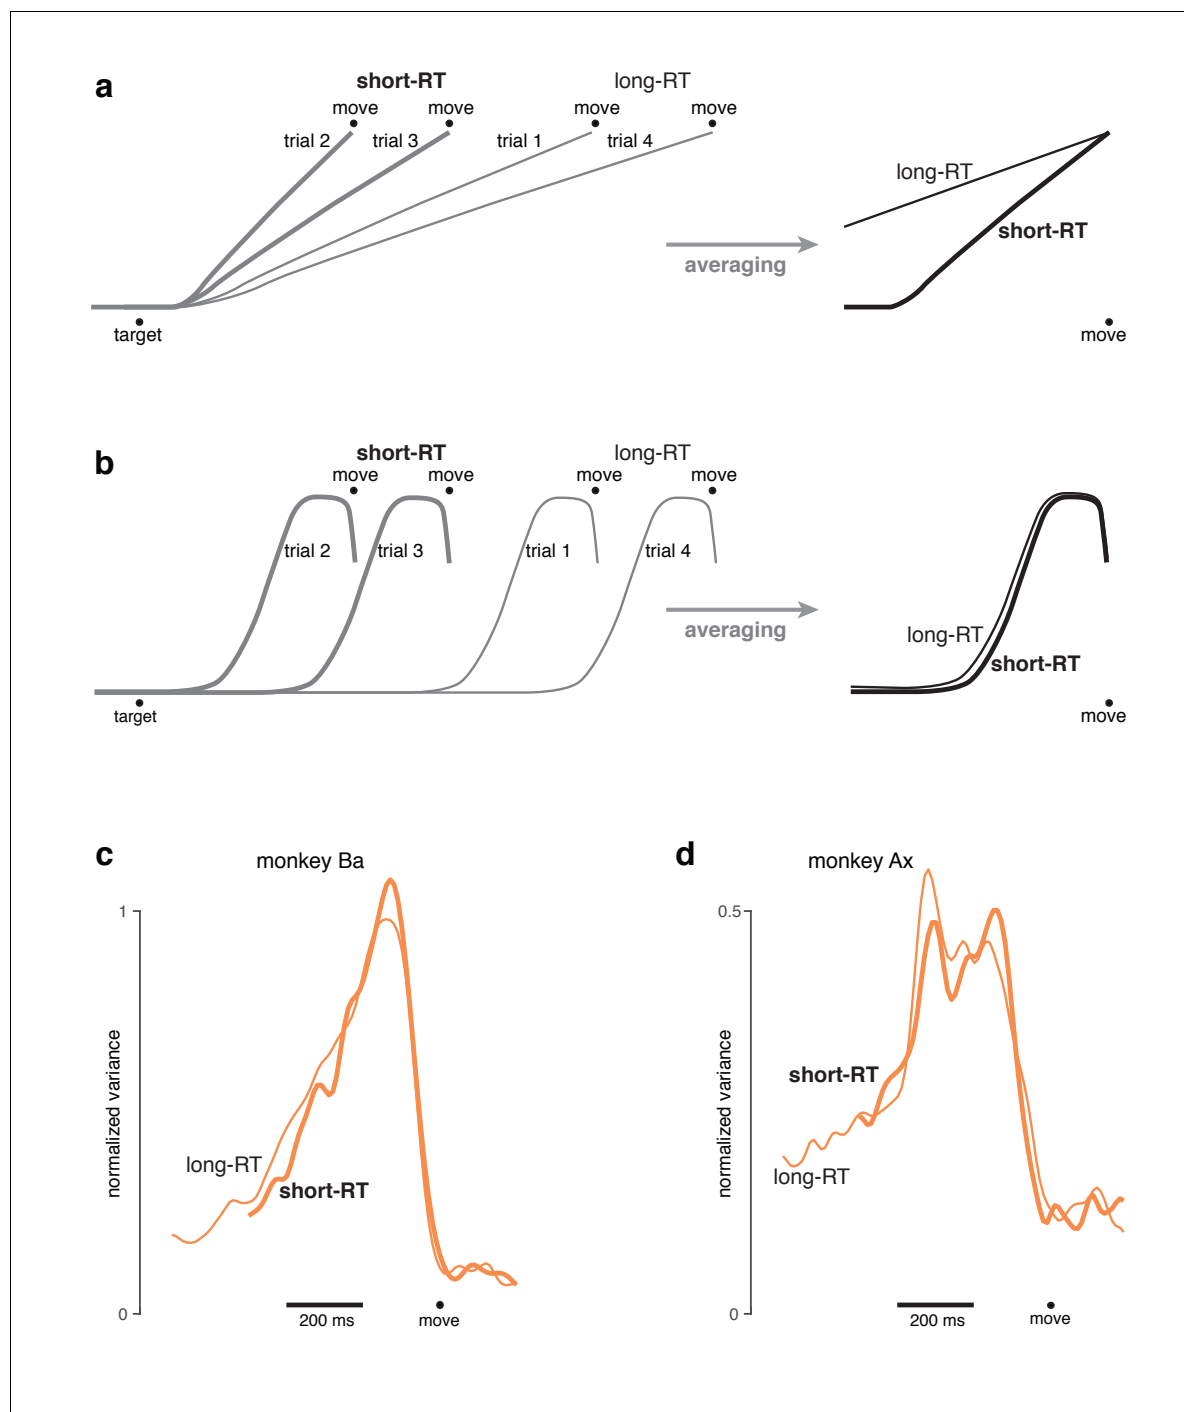 a
short-RT
long-RT
move
move
move
move
trial 2
trial 3
trial 1
trial 4
long-RT
short-RT
averaging
target
move
b
short-RT
long-RT
move
move
move
move
trial 2
trial 3
trial 1
trial 4
long-RT
short-RT
averaging
target
move
c
monkey Ba
1
normalized variance
long-RT
short-RT
0
200 ms
move
d
monkey Ax
0.5
normalized variance
short-RT
long-RT
0
200 ms
move